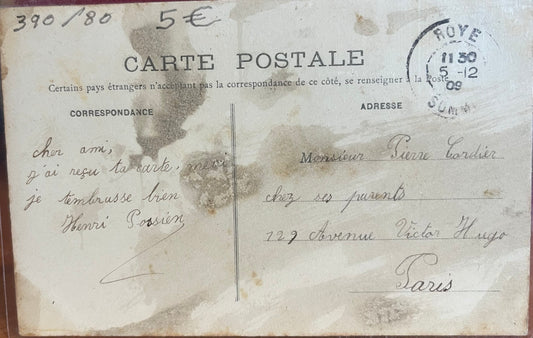 390/80 5 €
CARTE POSTALE
Certains pays étrangers n'acceptant pas la correspondance de ce côté, se renseigner à la Poste
CORRESPONDANCE
cher ami,
j'ai reçu ta carte, merci
je t'embrasse bien
Henri Possien
ADRESSE
Monsieur Pierre Cordier
chez ses parents
129 Avenue Victor Hugo
Paris
ROYE
11 30
5 -12
09
SOMME